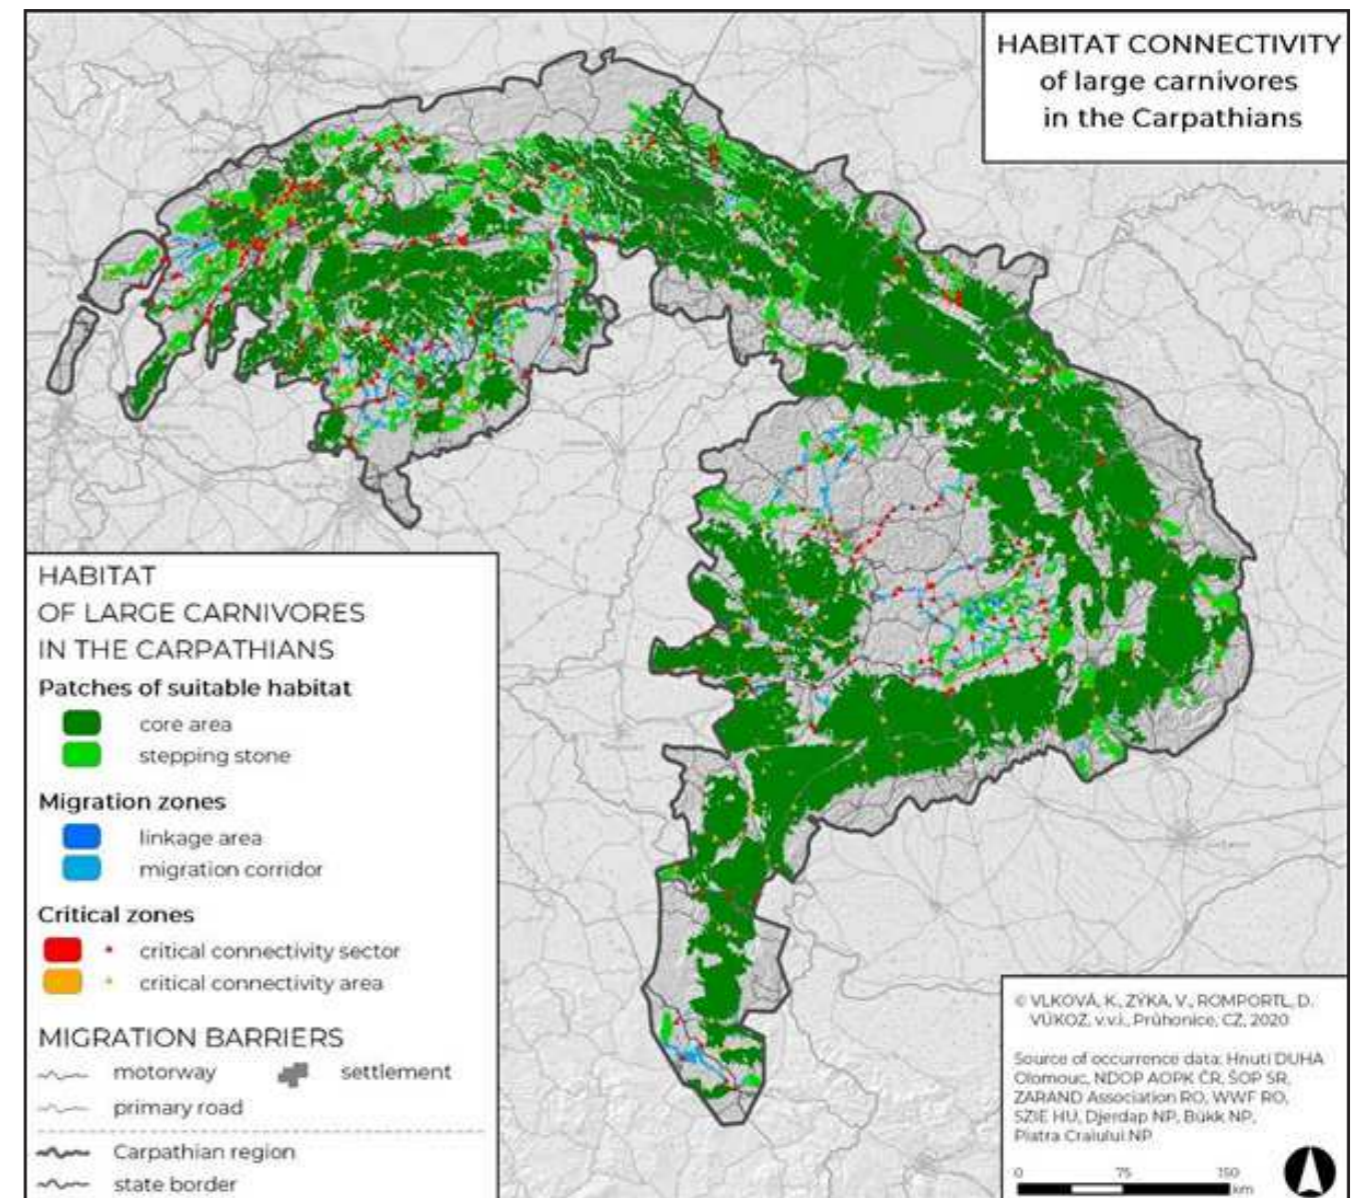 HABITAT CONNECTIVITY
of large carnivores
in the Carpathians
HABITAT
OF LARGE CARNIVORES
IN THE CARPATHIANS
Patches of suitable habitat
core area
stepping stone
Migration zones
linkage area
migration corridor
Critical zones
critical connectivity sector
critical connectivity area
MIGRATION BARRIERS
motorway settlement
primary road
Carpathian region
state border
© VLKOVÁ, K., ZÝKA, V., ROMPORTL, D.
VÚKOZ, v.v.i., Průhonice, CZ, 2020
Source of occurrence data: Hnutí DUHA
Olomouc, NDOP AOPK ČR, ŠOP SR,
ZARAND Association RO, WWF RO,
SZIE HU, Djerdap NP, Bükk NP,
Piatra Craiului NP
0 75 150
km